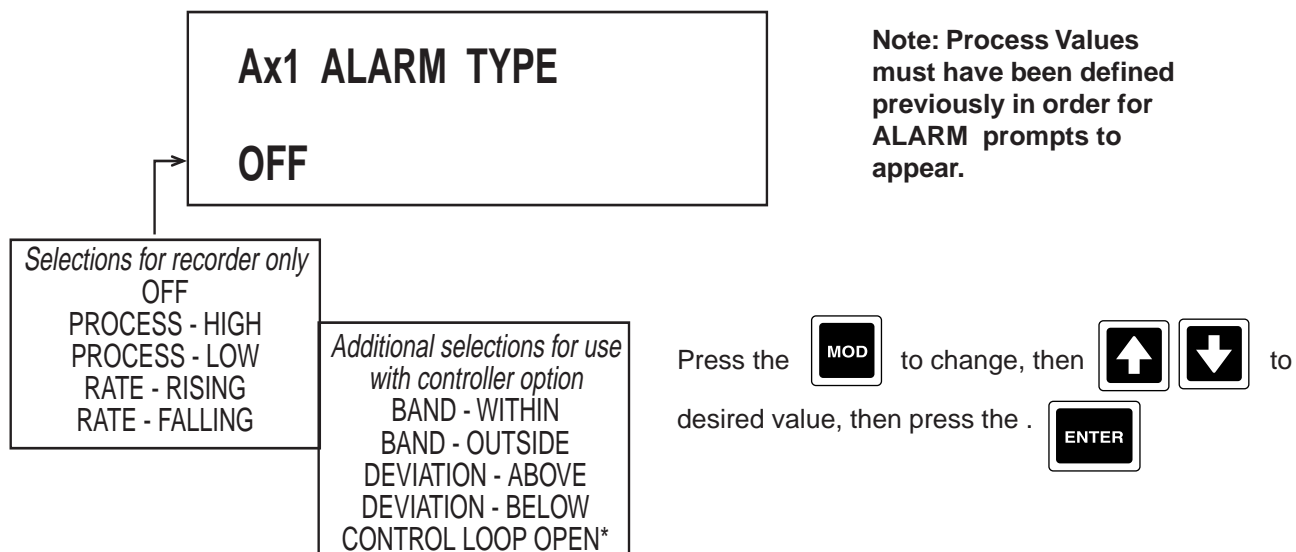 Ax1 ALARM TYPE
OFF
Note: Process Values
must have been defined
previously in order for
ALARM prompts to
appear.
Selections for recorder only
OFF
PROCESS - HIGH
PROCESS - LOW
RATE - RISING
RATE - FALLING
Additional selections for use
with controller option
BAND - WITHIN
BAND - OUTSIDE
DEVIATION - ABOVE
DEVIATION - BELOW
CONTROL LOOP OPEN*
Press the MOD to change, then to
desired value, then press the . ENTER